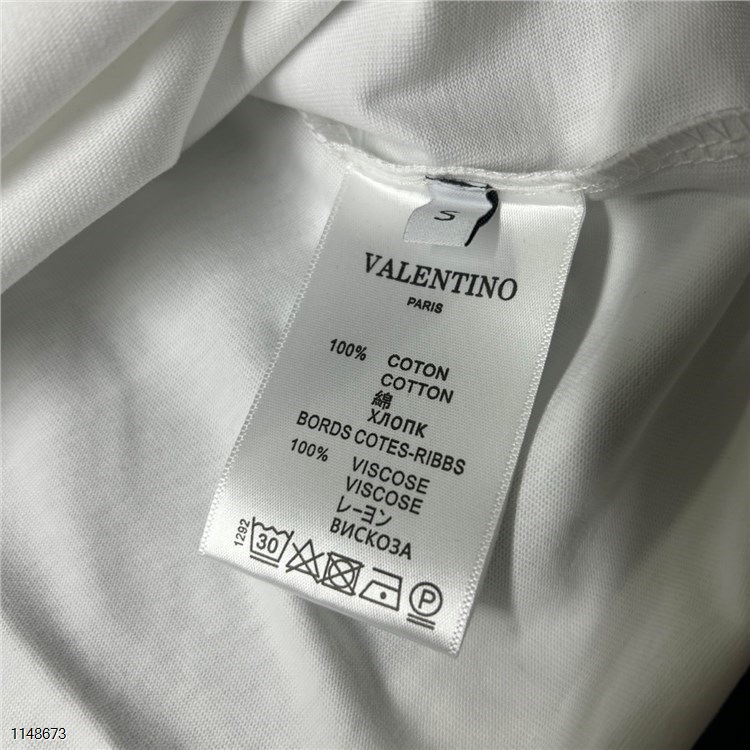 S
VALENTINO
PARIS
100% COTON
COTTON
綿
ХЛОПК
BORDS COTES-RIBBS
100% VISCOSE
VISCOSE
レーヨン
ВИСКОЗА
1292
30
P
1148673